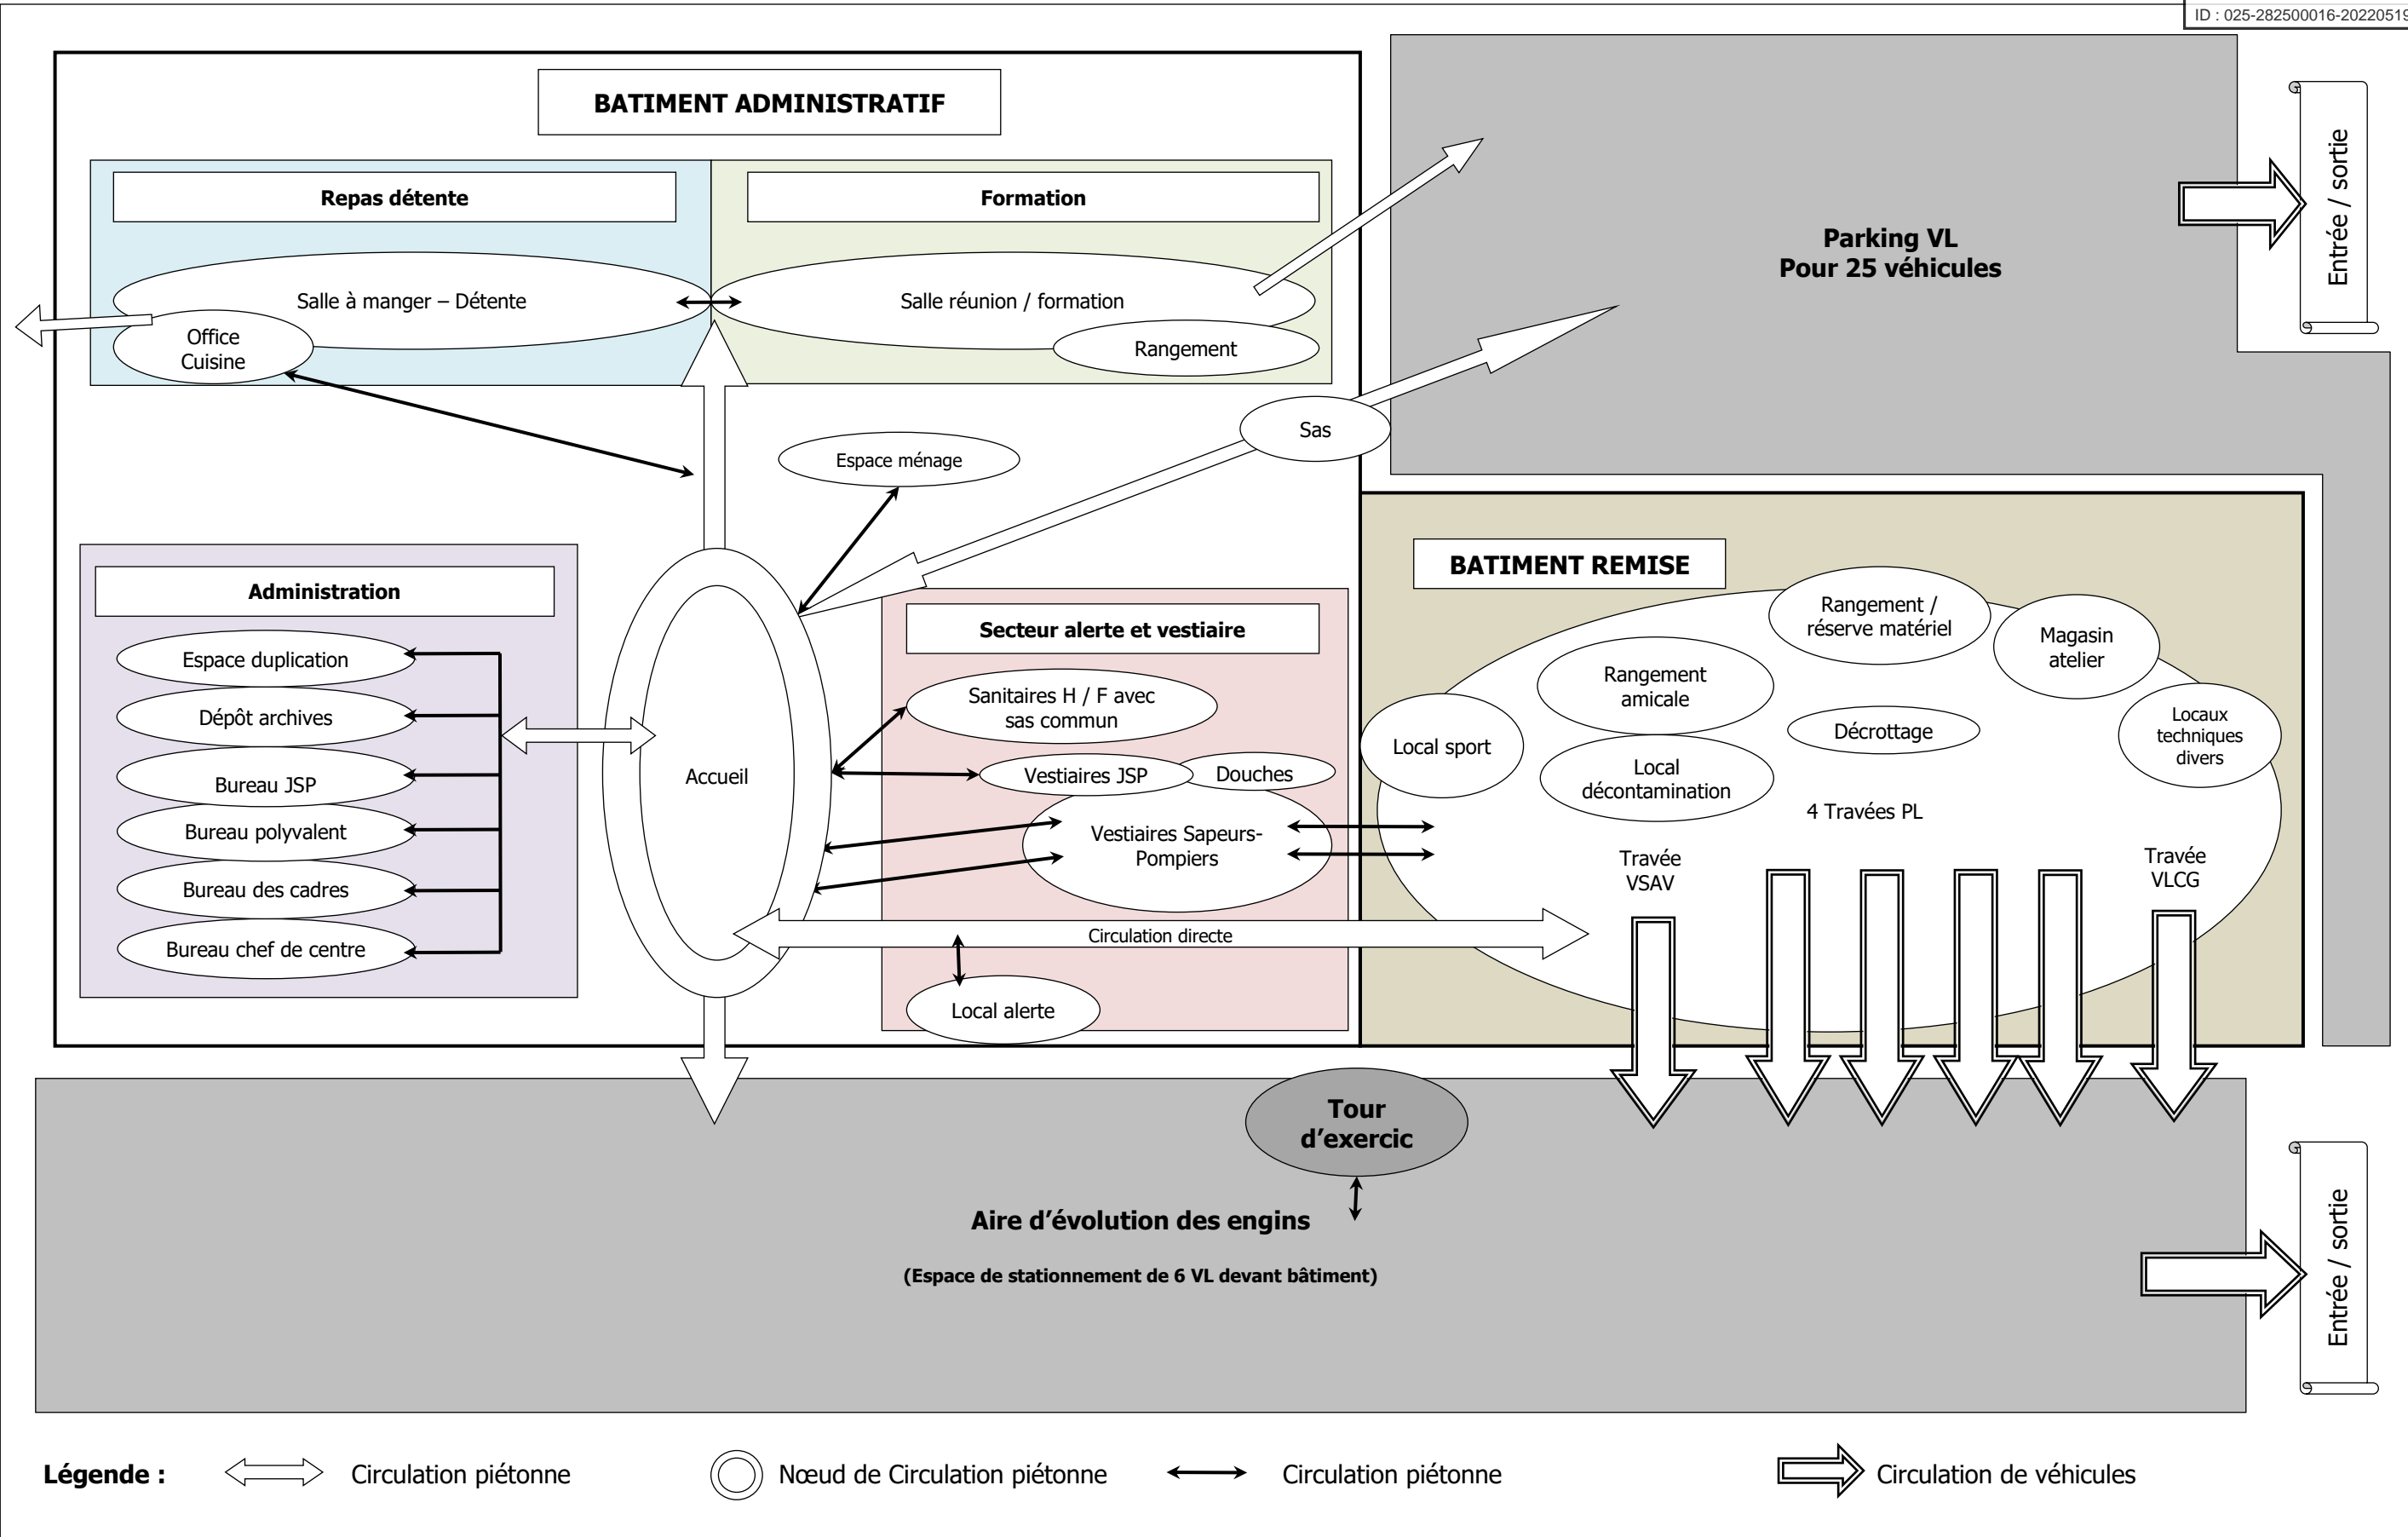 ID : 025-282500016-20220519
BATIMENT ADMINISTRATIF
Repas détente
Formation
Salle à manger – Détente
Salle réunion / formation
Office
Cuisine
Rangement
Parking VL
Pour 25 véhicules
Entrée / sortie
Sas
Espace ménage
Administration
Espace duplication
Dépôt archives
Bureau JSP
Bureau polyvalent
Bureau des cadres
Bureau chef de centre
Accueil
Secteur alerte et vestiaire
Sanitaires H / F avec
sas commun
Vestiaires JSP
Douches
Vestiaires Sapeurs-
Pompiers
Circulation directe
Local alerte
BATIMENT REMISE
Rangement /
réserve matériel
Magasin
atelier
Rangement
amicale
Locaux
techniques
divers
Local sport
Décrottage
Local
décontamination
4 Travées PL
Travée
VSAV
Travée
VLCG
Tour
d’exercic
Aire d’évolution des engins
(Espace de stationnement de 6 VL devant bâtiment)
Entrée / sortie
Légende :
Circulation piétonne
Nœud de Circulation piétonne
Circulation piétonne
Circulation de véhicules